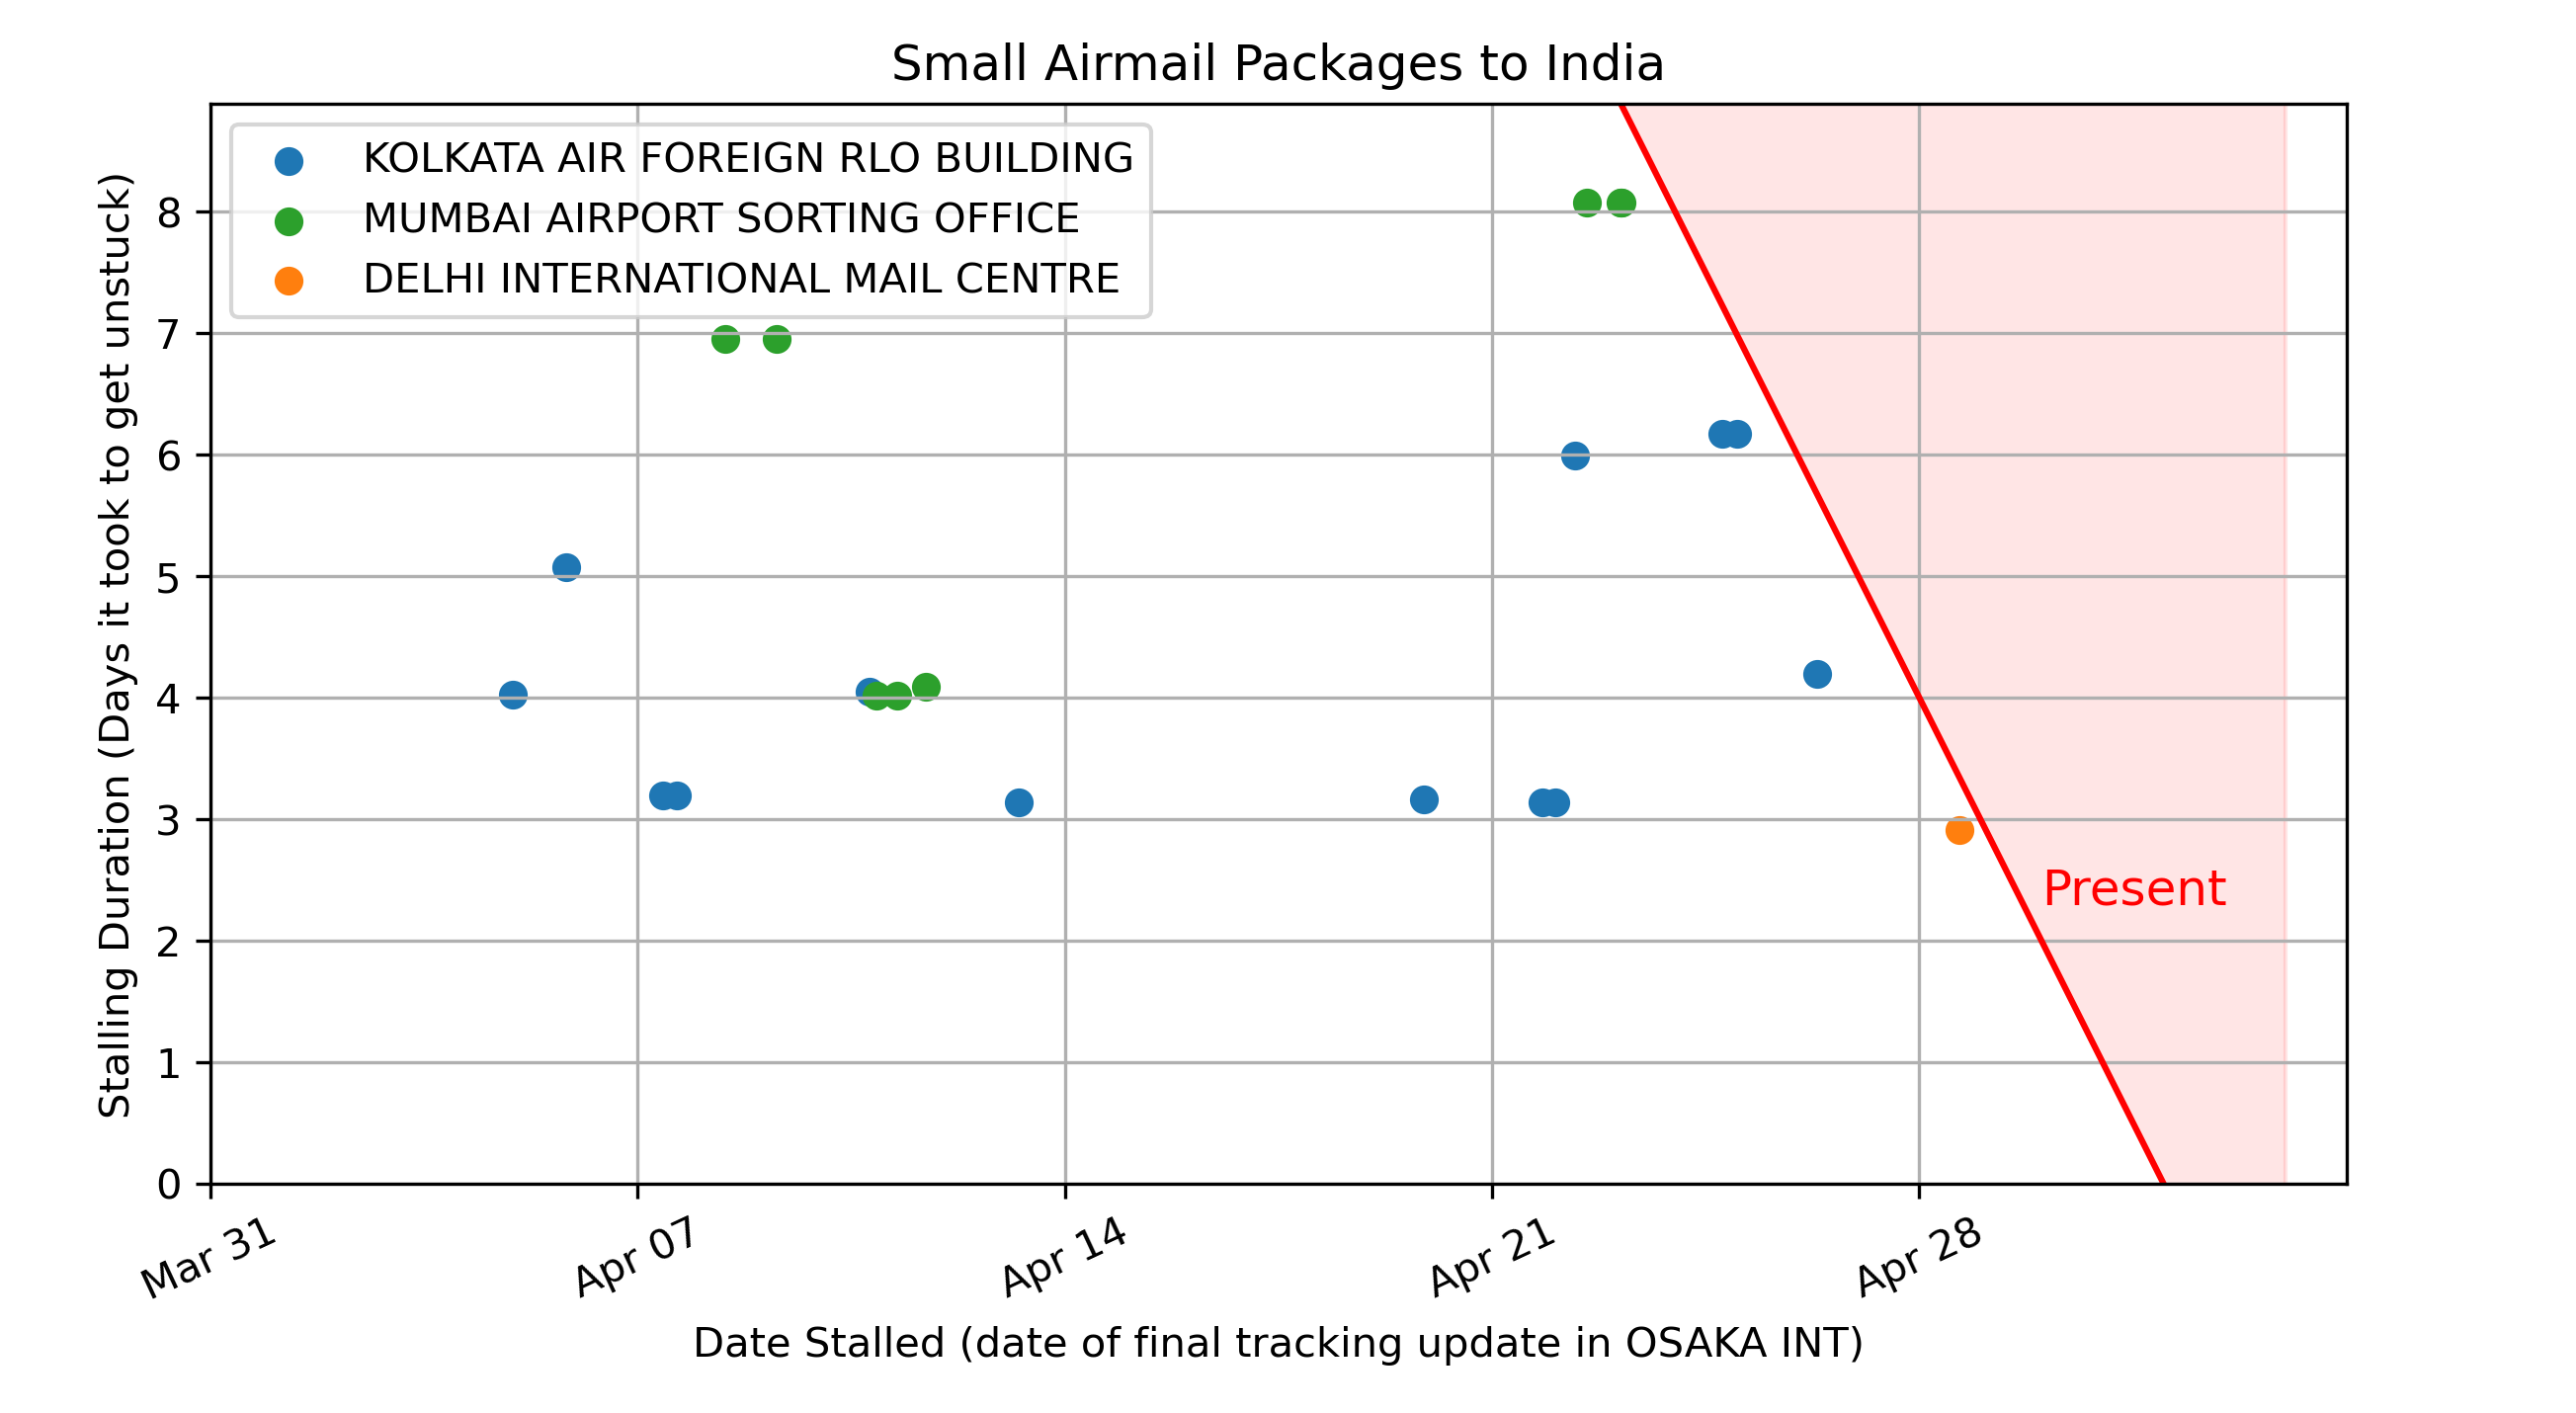 Small Airmail Packages to India
KOLKATA AIR FOREIGN RLO BUILDING
MUMBAI AIRPORT SORTING OFFICE
DELHI INTERNATIONAL MAIL CENTRE
Stalling Duration (Days it took to get unstuck)
8
7
6
5
4
3
2
1
0
Present
Mar 31
Apr 07
Apr 14
Apr 21
Apr 28
Date Stalled (date of final tracking update in OSAKA INT)